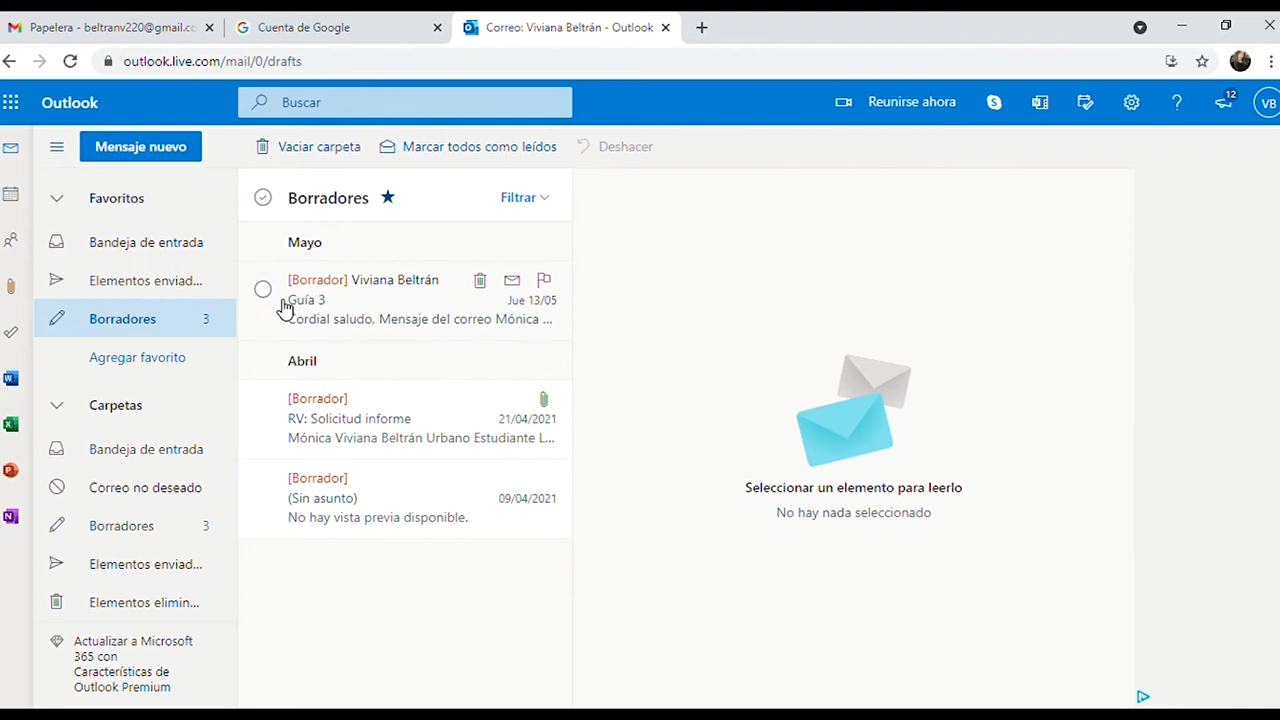 Papelera - beltranv220@gmail.co
Cuenta de Google
Correo: Viviana Beltrán - Outlook
outlook.live.com/mail/0/drafts
Outlook
Buscar
Reunirse ahora
12
VB
Mensaje nuevo
Vaciar carpeta
Marcar todos como leídos
Deshacer
Favoritos
Bandeja de entrada
Elementos enviad...
Borradores 3
Agregar favorito
Carpetas
Bandeja de entrada
Correo no deseado
Borradores 3
Elementos enviad...
Elementos elimin...
Actualizar a Microsoft
365 con
Características de
Outlook Premium
Borradores
Filtrar
Mayo
[Borrador] Viviana Beltrán
Guía 3 Jue 13/05
Cordial saludo, Mensaje del correo Mónica ...
Abril
[Borrador]
RV: Solicitud informe 21/04/2021
Mónica Viviana Beltrán Urbano Estudiante L...
[Borrador]
(Sin asunto) 09/04/2021
No hay vista previa disponible.
Seleccionar un elemento para leerlo
No hay nada seleccionado